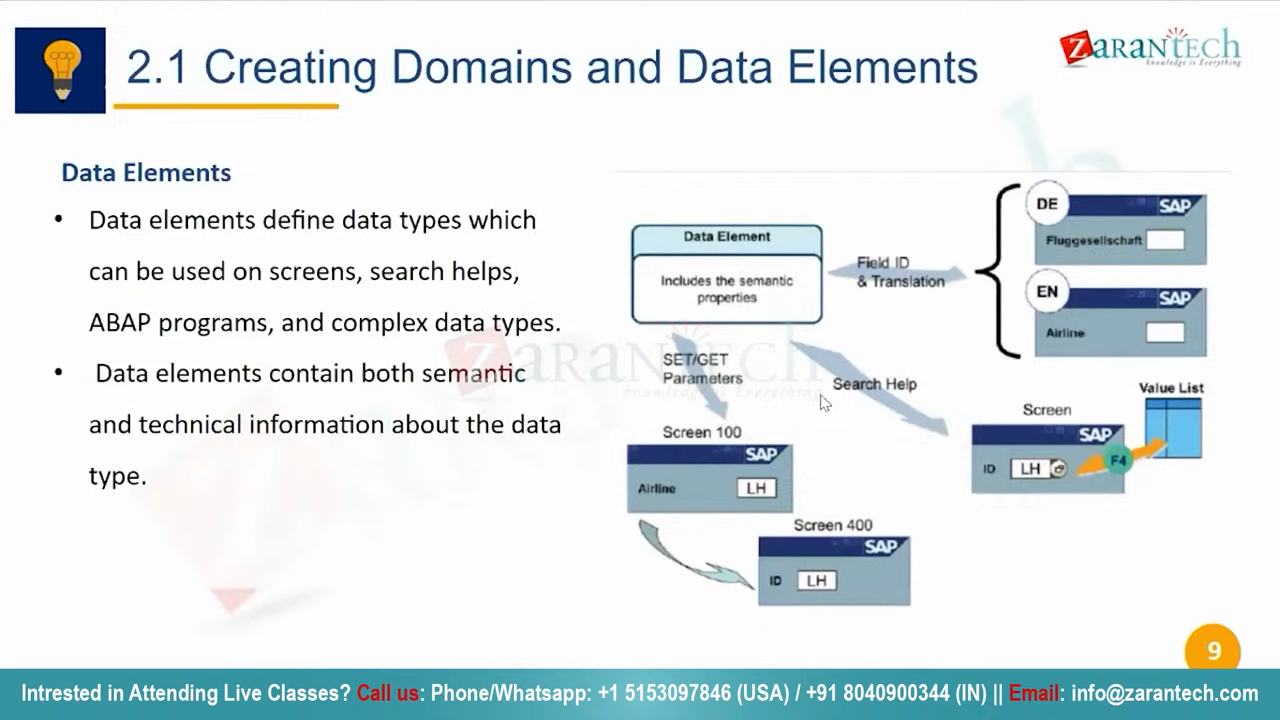 2.1 Creating Domains and Data Elements
ZARANTECH
Knowledge is Everything
Data Elements
• Data elements define data types which
can be used on screens, search helps,
ABAP programs, and complex data types.
• Data elements contain both semantic
and technical information about the data
type.
Data Element
Includes the semantic
properties
Field ID
& Translation
DE
SAP
Fluggesellschaft
EN
SAP
Airline
SET/GET
Parameters
Search Help
Value List
Screen
SAP
ID LH
F4
Screen 100
SAP
Airline LH
Screen 400
SAP
ID LH
ZARANTECH
knowledge is Everything
9
Intrested in Attending Live Classes? Call us: Phone/Whatsapp: +1 5153097846 (USA) / +91 8040900344 (IN) || Email: info@zarantech.com